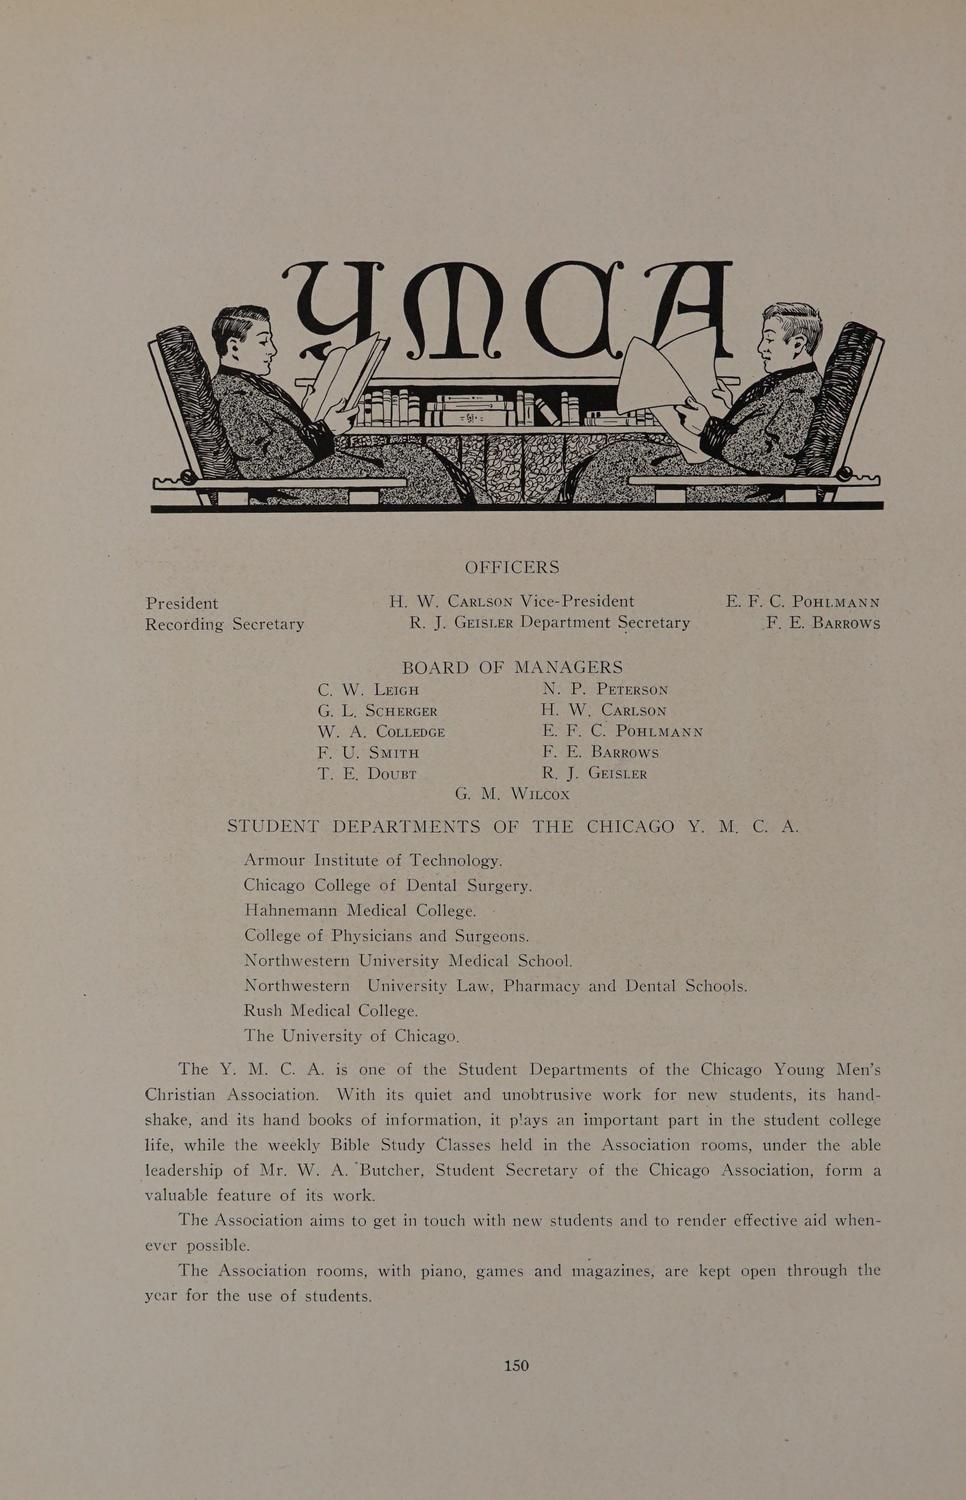 YMCA
OFFICERS
President H. W. Carlson Vice-President E. F. C. Pohlmann
Recording Secretary R. J. Geisler Department Secretary F. E. Barrows
BOARD OF MANAGERS
C. W. Leigh N. P. Peterson
G. L. Scherger H. W. Carlson
W. A. Colledge E. F. C. Pohlmann
F. U. Smith F. E. Barrows
T. E. Doubt R. J. Geisler
G. M. Wilcox
STUDENT DEPARTMENTS OF THE CHICAGO Y. M. C. A.
Armour Institute of Technology.
Chicago College of Dental Surgery.
Hahnemann Medical College.
College of Physicians and Surgeons.
Northwestern University Medical School.
Northwestern University Law, Pharmacy and Dental Schools.
Rush Medical College.
The University of Chicago.
The Y. M. C. A. is one of the Student Departments of the Chicago Young Men's
Christian Association. With its quiet and unobtrusive work for new students, its hand-
shake, and its hand books of information, it plays an important part in the student college
life, while the weekly Bible Study Classes held in the Association rooms, under the able
leadership of Mr. W. A. Butcher, Student Secretary of the Chicago Association, form a
valuable feature of its work.
The Association aims to get in touch with new students and to render effective aid when-
ever possible.
The Association rooms, with piano, games and magazines, are kept open through the
year for the use of students.
150